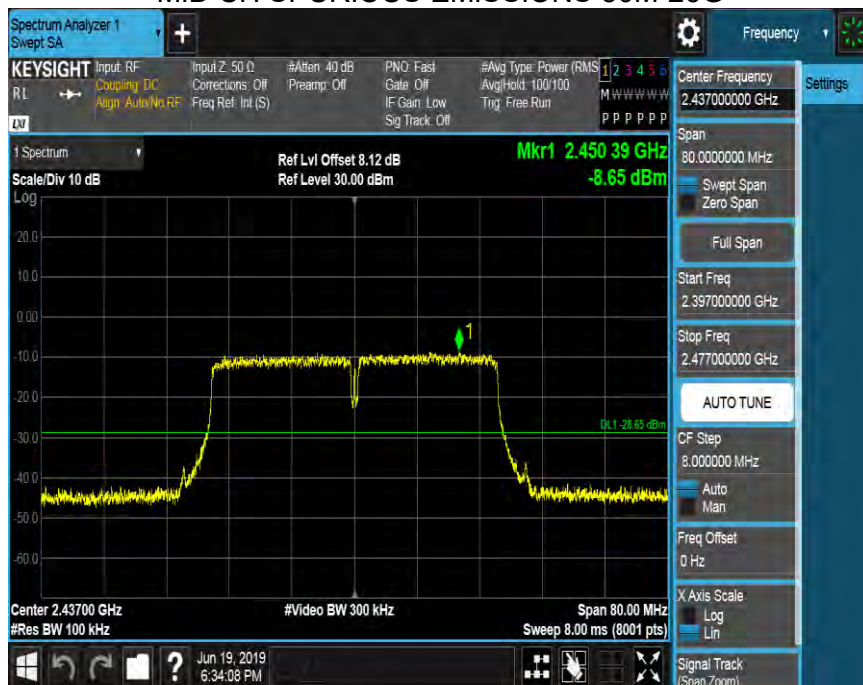 Spectrum Analyzer 1
Swept SA
+
Frequency
KEYSIGHT
RL
LXI
Input: RF
Coupling: DC
Align: Auto/No RF
Input Z: 50 Ω
Corrections: Off
Freq Ref: Int (S)
#Atten: 40 dB
Preamp: Off
PNO: Fast
Gate: Off
IF Gain: Low
Sig Track: Off
#Avg Type: Power (RMS
Avg|Hold: 100/100
Trig: Free Run
1 2 3 4 5 6
M W W W W W
P P P P P P
Center Frequency
2.437000000 GHz
Settings
Span
80.0000000 MHz
Swept Span
Zero Span
Full Span
Start Freq
2.397000000 GHz
Stop Freq
2.477000000 GHz
AUTO TUNE
CF Step
8.000000 MHz
Auto
Man
Freq Offset
0 Hz
X Axis Scale
Log
Lin
Signal Track
(Span Zoom)
1 Spectrum
Scale/Div 10 dB
Log
Ref Lvl Offset 8.12 dB
Ref Level 30.00 dBm
Mkr1 2.450 39 GHz
-8.65 dBm
20.0
10.0
0.00
-10.0
-20.0
-30.0
-40.0
-50.0
-60.0
1
DL1 -28.65 dBm
Center 2.43700 GHz
#Res BW 100 kHz
#Video BW 300 kHz
Span 80.00 MHz
Sweep 8.00 ms (8001 pts)
?
Jun 19, 2019
6:34:08 PM